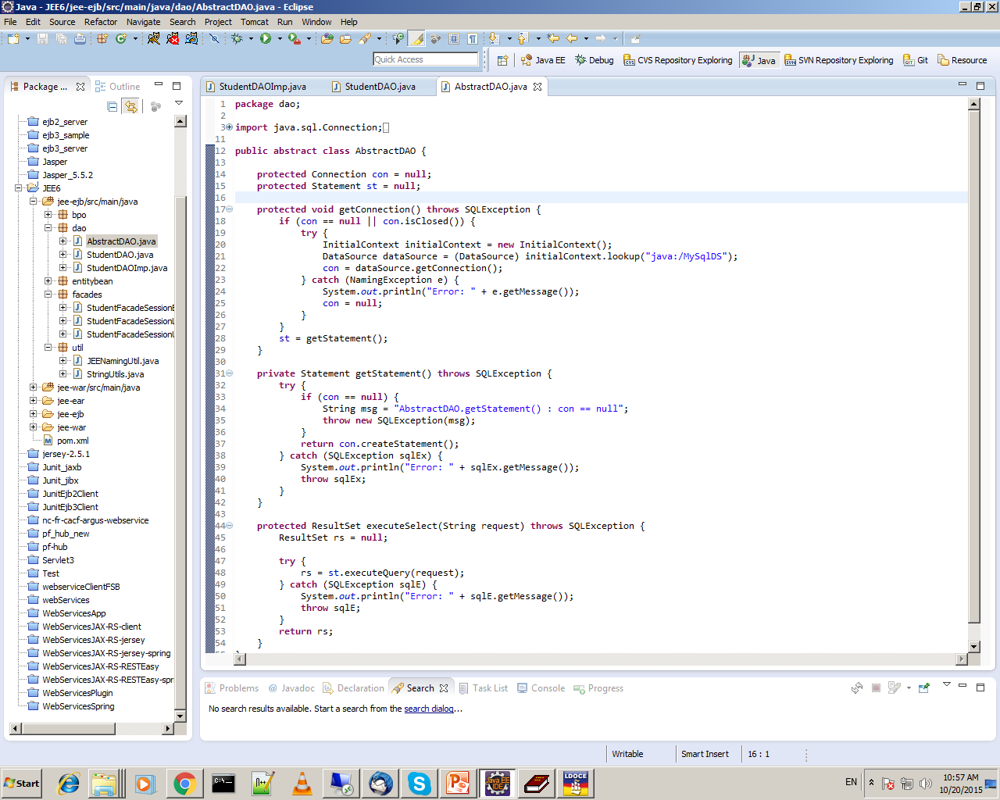 Java - JEE6/jee-ejb/src/main/java/dao/AbstractDAO.java - Eclipse
File Edit Source Refactor Navigate Search Project Tomcat Run Window Help
Quick Access
Java EE Debug CVS Repository Exploring Java SVN Repository Exploring Git Resource
Package ... Outline
ejb2_server
ejb3_sample
ejb3_server
Jasper
Jasper_5.5.2
JEE6
jee-ejb/src/main/java
bpo
dao
AbstractDAO.java
StudentDAO.java
StudentDAOImp.java
entitybean
facades
StudentFacadeSession
StudentFacadeSession
StudentFacadeSession
util
JEENamingUtil.java
StringUtils.java
jee-war/src/main/java
jee-ear
jee-ejb
jee-war
pom.xml
jersey-2.5.1
Junit_jaxb
Junit_jibx
JunitEjb2Client
JunitEjb3Client
nc-fr-cacf-argus-webservice
pf_hub_new
pf-hub
Servlet3
Test
webserviceClientFSB
webServices
WebServicesApp
WebServicesJAX-RS-client
WebServicesJAX-RS-jersey
WebServicesJAX-RS-jersey-spring
WebServicesJAX-RS-RESTEasy
WebServicesJAX-RS-RESTEasy-spri
WebServicesPlugin
WebServicesSpring
StudentDAOImp.java StudentDAO.java AbstractDAO.java
1 package dao;
2
3 import java.sql.Connection;
11
12 public abstract class AbstractDAO {
13
14 protected Connection con = null;
15 protected Statement st = null;
16
17 protected void getConnection() throws SQLException {
18 if (con == null || con.isClosed()) {
19 try {
20 InitialContext initialContext = new InitialContext();
21 DataSource dataSource = (DataSource) initialContext.lookup("java:/MySqlDS");
22 con = dataSource.getConnection();
23 } catch (NamingException e) {
24 System.out.println("Error: " + e.getMessage());
25 con = null;
26 }
27 }
28 st = getStatement();
29 }
30
31 private Statement getStatement() throws SQLException {
32 try {
33 if (con == null) {
34 String msg = "AbstractDAO.getStatement() : con == null";
35 throw new SQLException(msg);
36 }
37 return con.createStatement();
38 } catch (SQLException sqlEx) {
39 System.out.println("Error: " + sqlEx.getMessage());
40 throw sqlEx;
41 }
42 }
43
44 protected ResultSet executeSelect(String request) throws SQLException {
45 ResultSet rs = null;
46
47 try {
48 rs = st.executeQuery(request);
49 } catch (SQLException sqlE) {
50 System.out.println("Error: " + sqlE.getMessage());
51 throw sqlE;
52 }
53 return rs;
54 }
Problems Javadoc Declaration Search Task List Console Progress
No search results available. Start a search from the search dialog...
Writable Smart Insert 16 : 1
Start Java EE IDE LDOCE EN 10:57 AM
10/20/2015